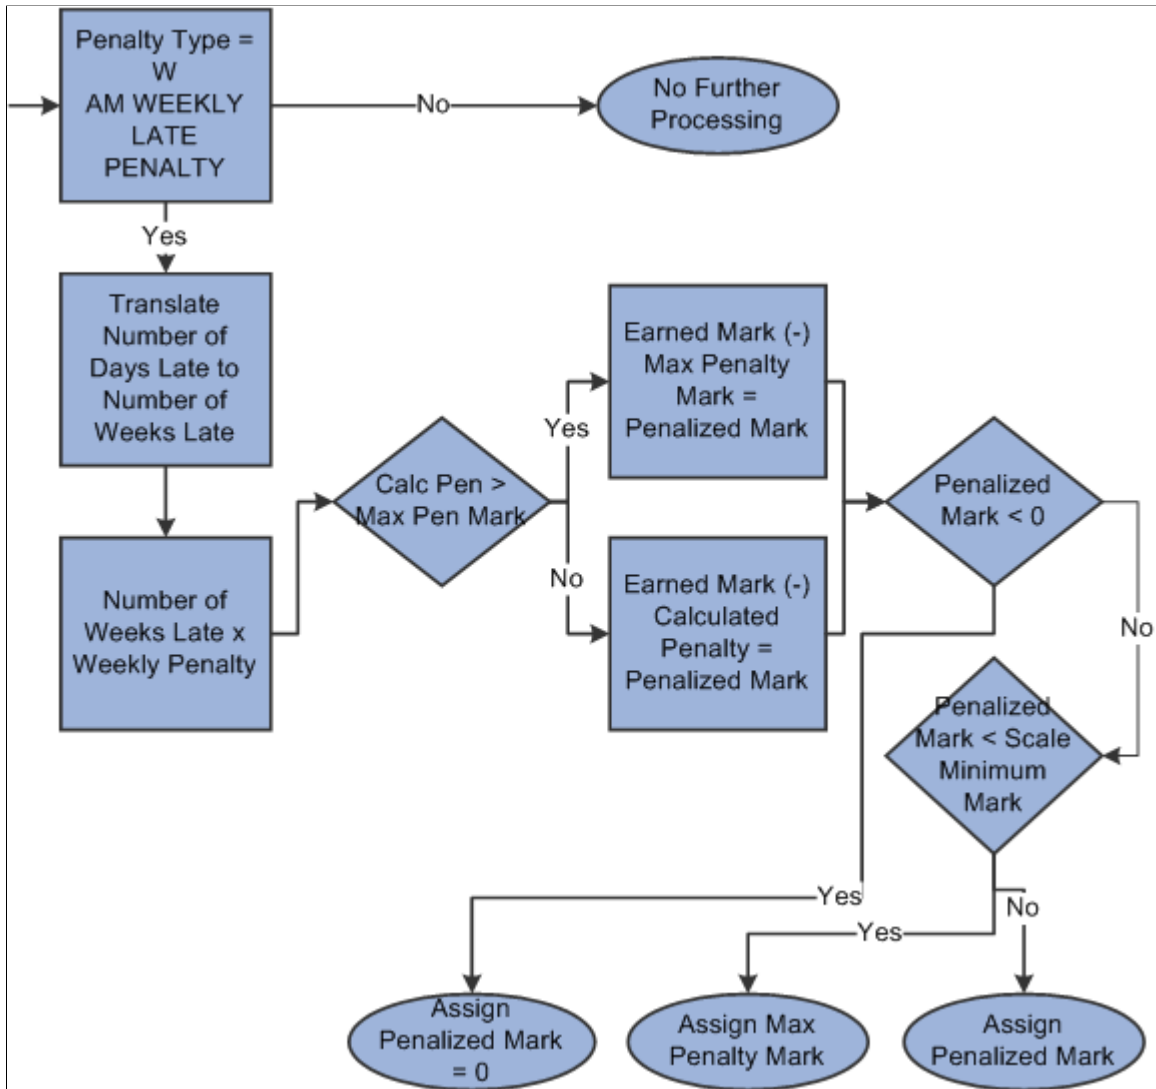 Penalty Type =
W
AM WEEKLY
LATE
PENALTY
No
No Further
Processing
Yes
Translate
Number of
Days Late to
Number of
Weeks Late
Number of
Weeks Late x
Weekly Penalty
Calc Pen >
Max Pen Mark
Yes
Earned Mark (-)
Max Penalty
Mark =
Penalized Mark
No
Earned Mark (-)
Calculated
Penalty =
Penalized Mark
Penalized
Mark < 0
No
Penalized
Mark < Scale
Minimum
Mark
Yes
Yes
No
Assign
Penalized Mark
= 0
Assign Max
Penalty Mark
Assign
Penalized Mark